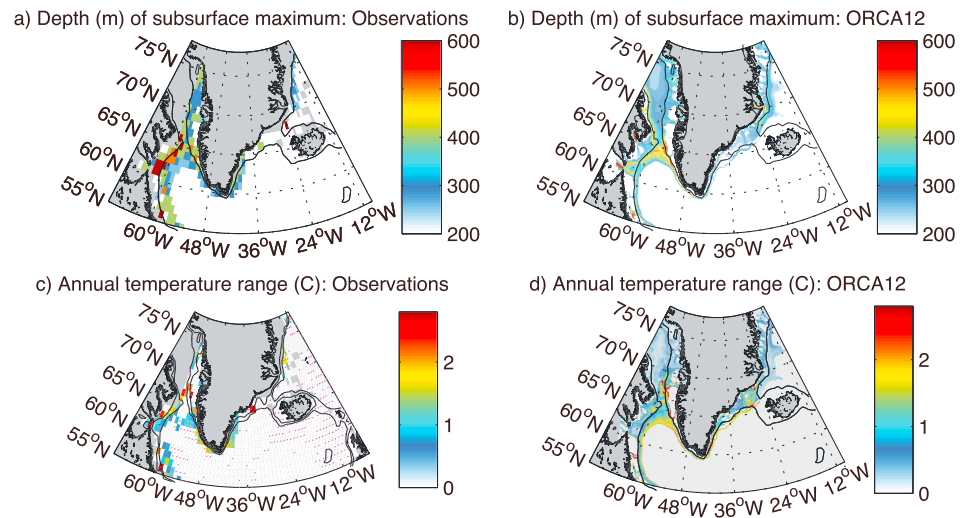 a) Depth (m) of subsurface maximum: Observations
75°N
70°N
65°N
60°N
55°N
60°W 48°W 36°W 24°W 12°W
600
500
400
300
200
b) Depth (m) of subsurface maximum: ORCA12
75°N
70°N
65°N
60°N
55°N
60°W 48°W 36°W 24°W 12°W
600
500
400
300
200
c) Annual temperature range (C): Observations
75°N
70°N
65°N
60°N
55°N
60°W 48°W 36°W 24°W 12°W
2
1
0
d) Annual temperature range (C): ORCA12
75°N
70°N
65°N
60°N
55°N
60°W 48°W 36°W 24°W 12°W
2
1
0